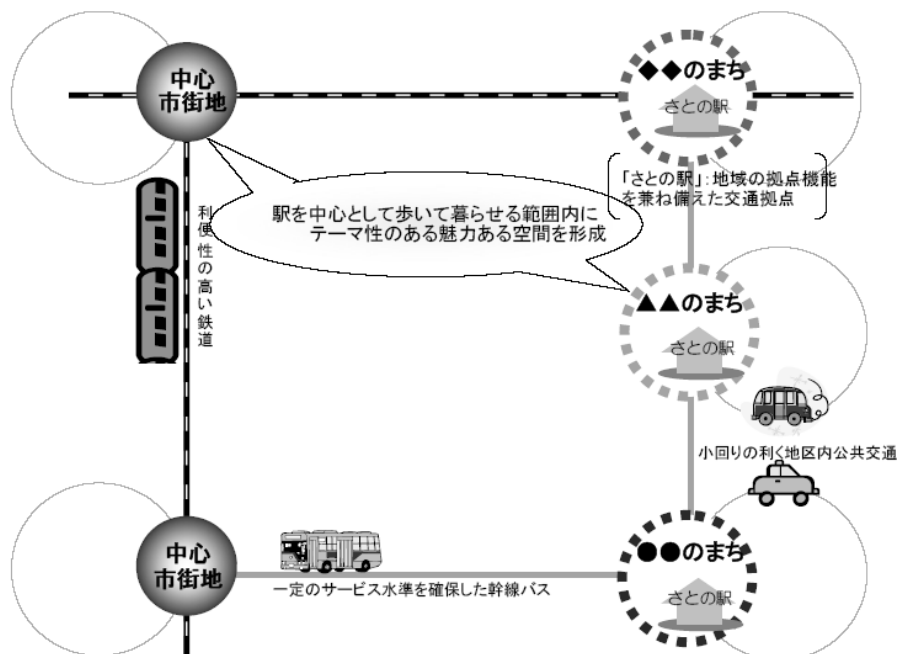 中心
市街地
◆◆のまち
さとの駅
「さとの駅」:地域の拠点機能
を兼ね備えた交通拠点
利便性の高い鉄道
駅を中心として歩いて暮らせる範囲内に
テーマ性のある魅力ある空間を形成
▲▲のまち
さとの駅
小回りの利く地区内公共交通
中心
市街地
一定のサービス水準を確保した幹線バス
●●のまち
さとの駅